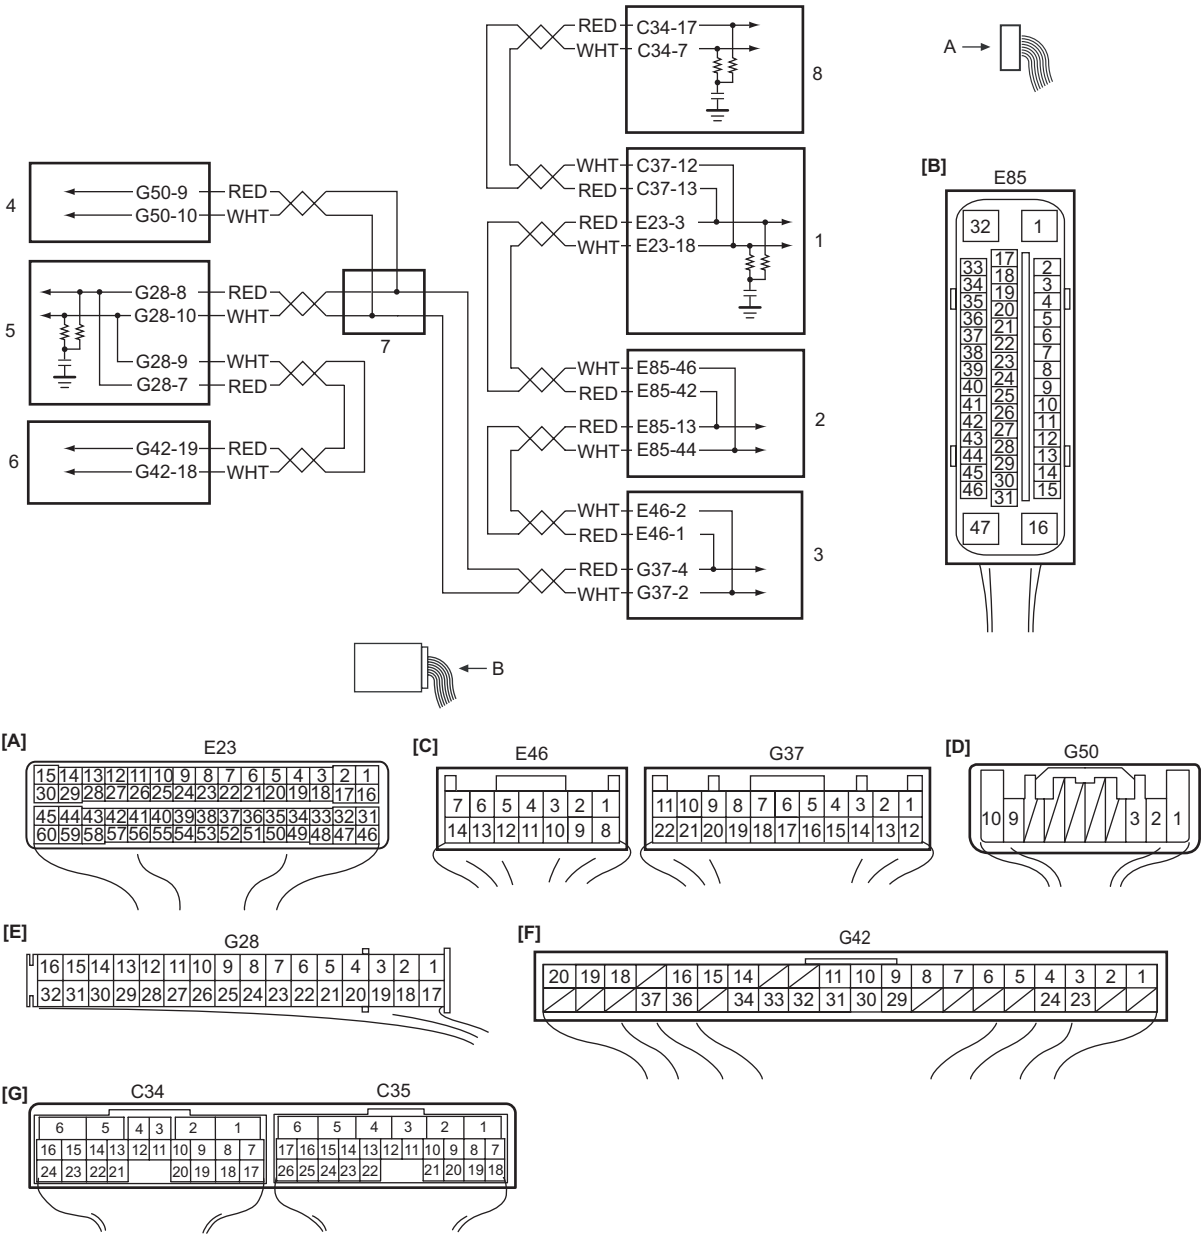 RED C34-17
WHT C34-7
8
A
WHT C37-12
RED C37-13
RED E23-3
WHT E23-18
1
4
G50-9 RED
G50-10 WHT
5
G28-8 RED
G28-10 WHT
G28-9 WHT
G28-7 RED
7
6
G42-19 RED
G42-18 WHT
WHT E85-46
RED E85-42
RED E85-13
WHT E85-44
2
WHT E46-2
RED E46-1
RED G37-4
WHT G37-2
3
B
[B]
E85
32 1
17
33 18 2
34 19 3
35 20 4
36 21 5
37 22 6
38 23 7
39 24 8
40 25 9
41 26 10
42 27 11
43 28 12
44 29 13
45 30 14
46 31 15
47 16
[A]
E23
15 14 13 12 11 10 9 8 7 6 5 4 3 2 1
30 29 28 27 26 25 24 23 22 21 20 19 18 17 16
45 44 43 42 41 40 39 38 37 36 35 34 33 32 31
60 59 58 57 56 55 54 53 52 51 50 49 48 47 46
[C]
E46
7 6 5 4 3 2 1
14 13 12 11 10 9 8
G37
11 10 9 8 7 6 5 4 3 2 1
22 21 20 19 18 17 16 15 14 13 12
[D]
G50
10 9 3 2 1
[E]
G28
16 15 14 13 12 11 10 9 8 7 6 5 4 3 2 1
32 31 30 29 28 27 26 25 24 23 22 21 20 19 18 17
[F]
G42
20 19 18 16 15 14 11 10 9 8 7 6 5 4 3 2 1
37 36 34 33 32 31 30 29 24 23
[G]
C34
6 5 4 3 2 1
16 15 14 13 12 11 10 9 8 7
24 23 22 21 20 19 18 17
C35
6 5 4 3 2 1
17 16 15 14 13 12 11 10 9 8 7
26 25 24 23 22 21 20 19 18